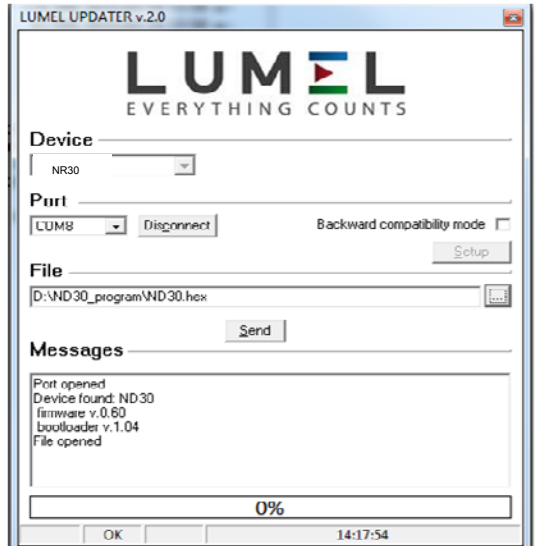 LUMEL UPDATER v.2.0
LUMEL
EVERYTHING COUNTS
Device
NR30
Port
COM8 Disconnect Backward compatibility mode
Setup
File
D:\ND30_program\ND30.hex ...
Send
Messages
Port opened
Device found: ND30
firmware v.0.60
bootloader v.1.04
File opened
0%
OK 14:17:54